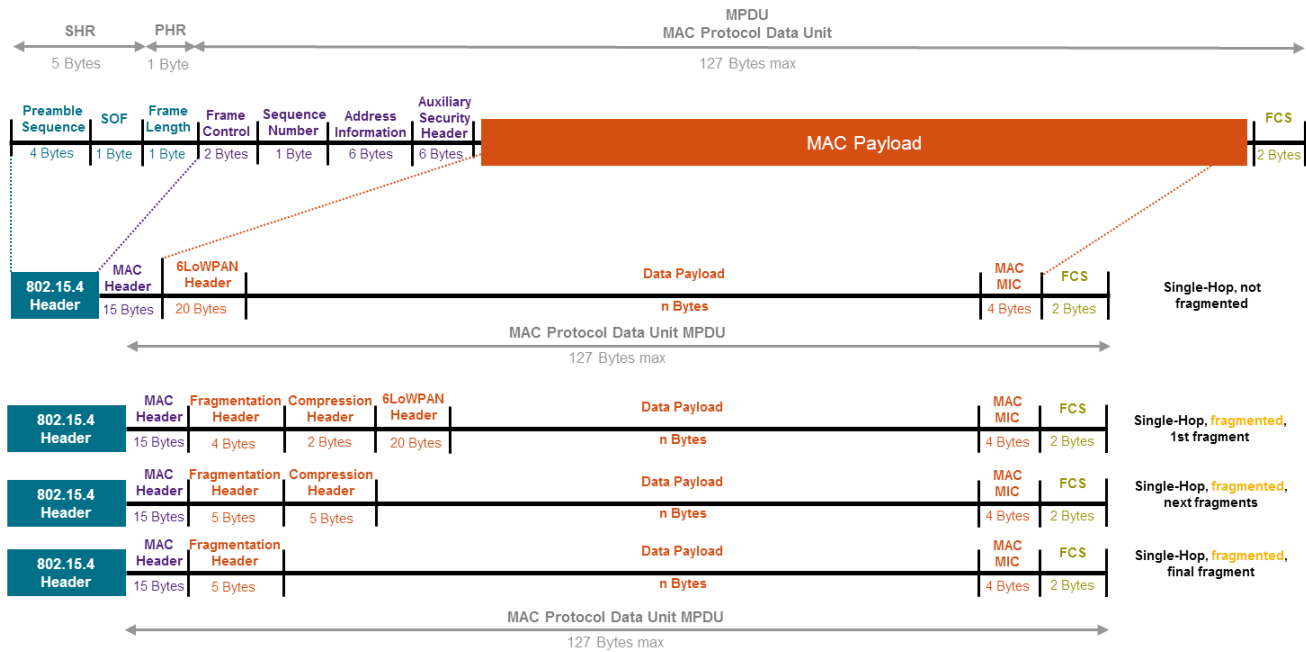 SHR
PHR
MPDU
MAC Protocol Data Unit
5 Bytes
1 Byte
127 Bytes max
Preamble
Sequence
SOF
Frame
Length
Frame
Control
Sequence
Number
Address
Information
Auxiliary
Security
Header
MAC Payload
FCS
4 Bytes
1 Byte
1 Byte
2 Bytes
1 Byte
6 Bytes
6 Bytes
2 Bytes
802.15.4
Header
MAC
Header
6LoWPAN
Header
Data Payload
MAC
MIC
FCS
15 Bytes
20 Bytes
n Bytes
4 Bytes
2 Bytes
Single-Hop, not
fragmented
MAC Protocol Data Unit MPDU
127 Bytes max
802.15.4
Header
MAC
Header
Fragmentation
Header
Compression
Header
6LoWPAN
Header
Data Payload
MAC
MIC
FCS
15 Bytes
4 Bytes
2 Bytes
20 Bytes
n Bytes
4 Bytes
2 Bytes
Single-Hop, fragmented,
1st fragment
802.15.4
Header
MAC
Header
Fragmentation
Header
Compression
Header
Data Payload
MAC
MIC
FCS
15 Bytes
5 Bytes
5 Bytes
n Bytes
4 Bytes
2 Bytes
Single-Hop, fragmented,
next fragments
802.15.4
Header
MAC
Header
Fragmentation
Header
Data Payload
MAC
MIC
FCS
15 Bytes
5 Bytes
n Bytes
4 Bytes
2 Bytes
Single-Hop, fragmented,
final fragment
MAC Protocol Data Unit MPDU
127 Bytes max